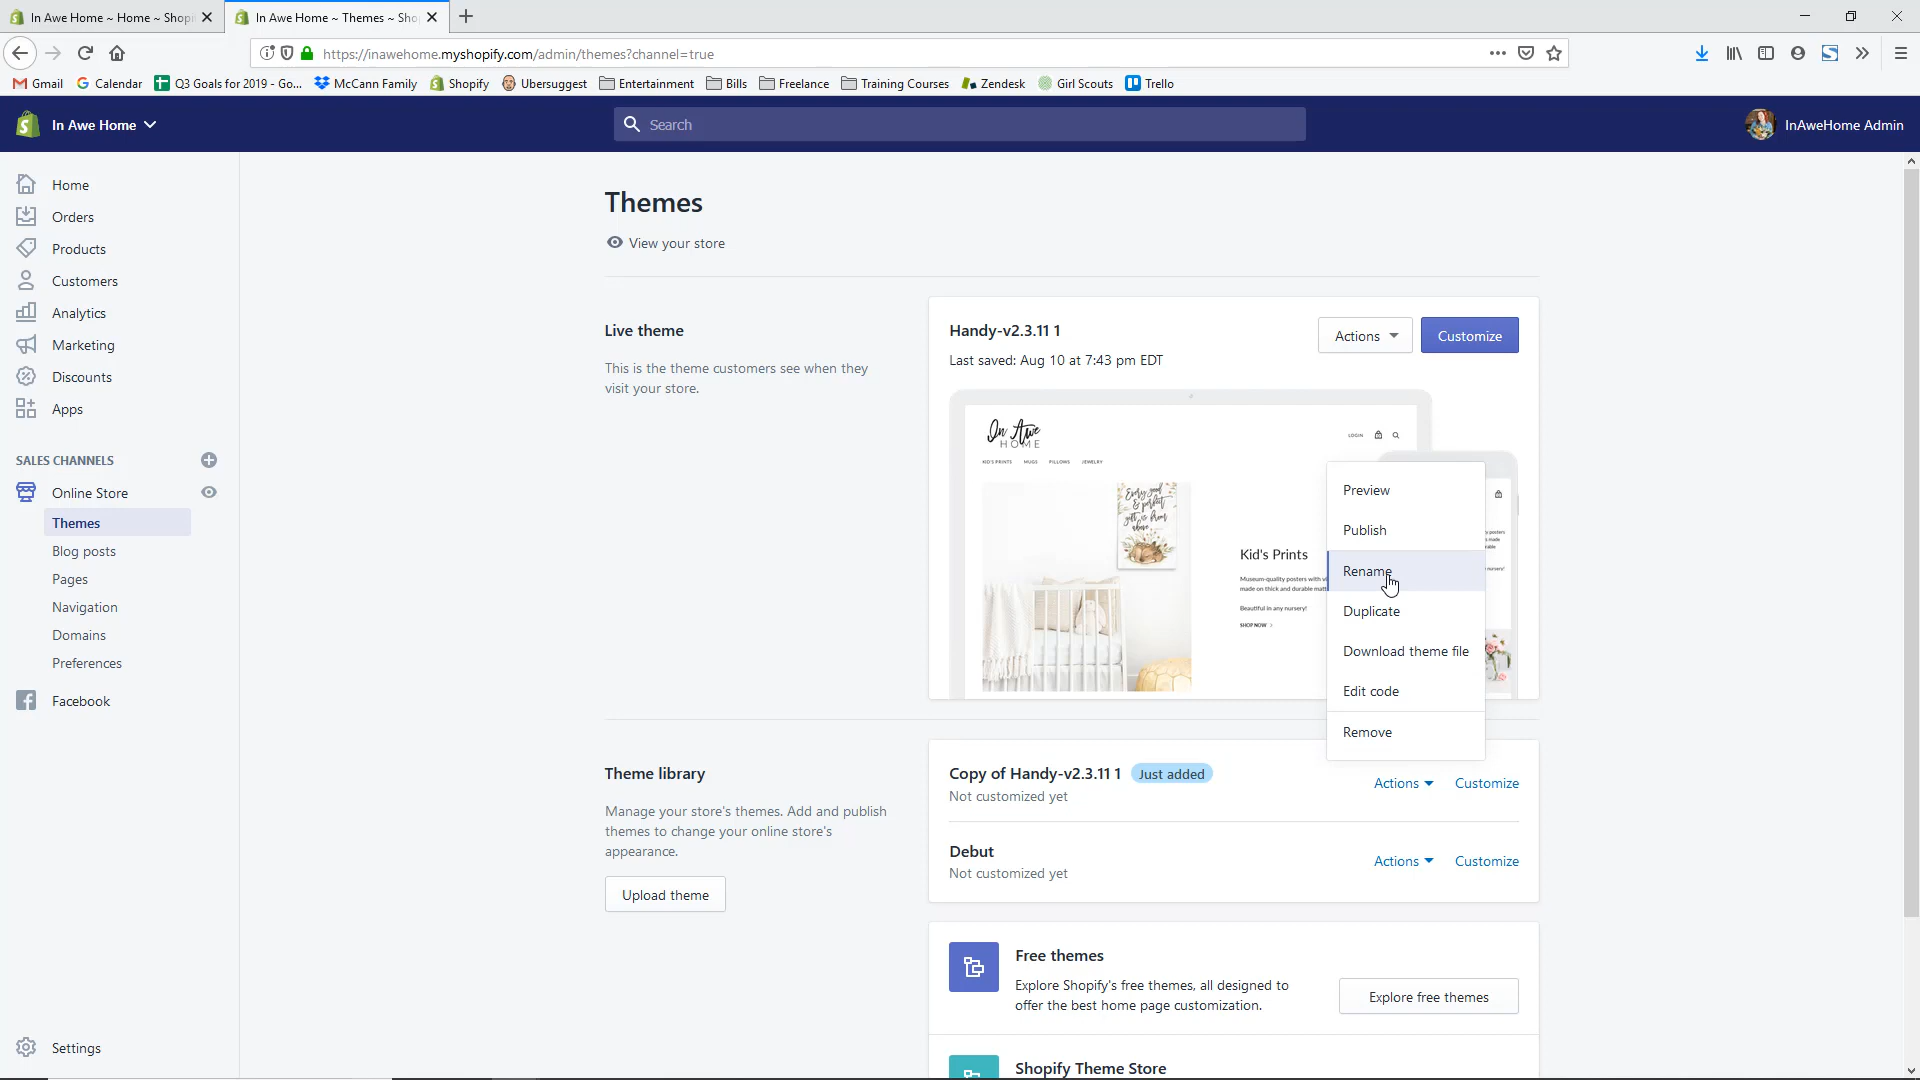 In Awe Home ~ Home ~ Shopi
In Awe Home ~ Themes ~ Sho
https://inawehome.myshopify.com/admin/themes?channel=true
Gmail
Calendar
Q3 Goals for 2019 - Go...
McCann Family
Shopify
Ubersuggest
Entertainment
Bills
Freelance
Training Courses
Zendesk
Girl Scouts
Trello
In Awe Home
Search
InAweHome Admin
Home
Orders
Products
Customers
Analytics
Marketing
Discounts
Apps
SALES CHANNELS
Online Store
Themes
Blog posts
Pages
Navigation
Domains
Preferences
Facebook
Settings
Themes
View your store
Live theme
This is the theme customers see when they
visit your store.
Handy-v2.3.11 1
Last saved: Aug 10 at 7:43 pm EDT
Actions
Customize
In Awe
HOME
LOGIN
KID'S PRINTS
MUGS
PILLOWS
JEWELRY
Every good
& perfect
gift is from
above
Kid's Prints
Museum-quality posters with vi
made on thick and durable matt
Beautiful in any nursery!
SHOP NOW >
Preview
Publish
Rename
Duplicate
Download theme file
Edit code
Remove
Theme library
Manage your store's themes. Add and publish
themes to change your online store's
appearance.
Upload theme
Copy of Handy-v2.3.11 1
Just added
Not customized yet
Actions
Customize
Debut
Not customized yet
Actions
Customize
Free themes
Explore Shopify's free themes, all designed to
offer the best home page customization.
Explore free themes
Shopify Theme Store